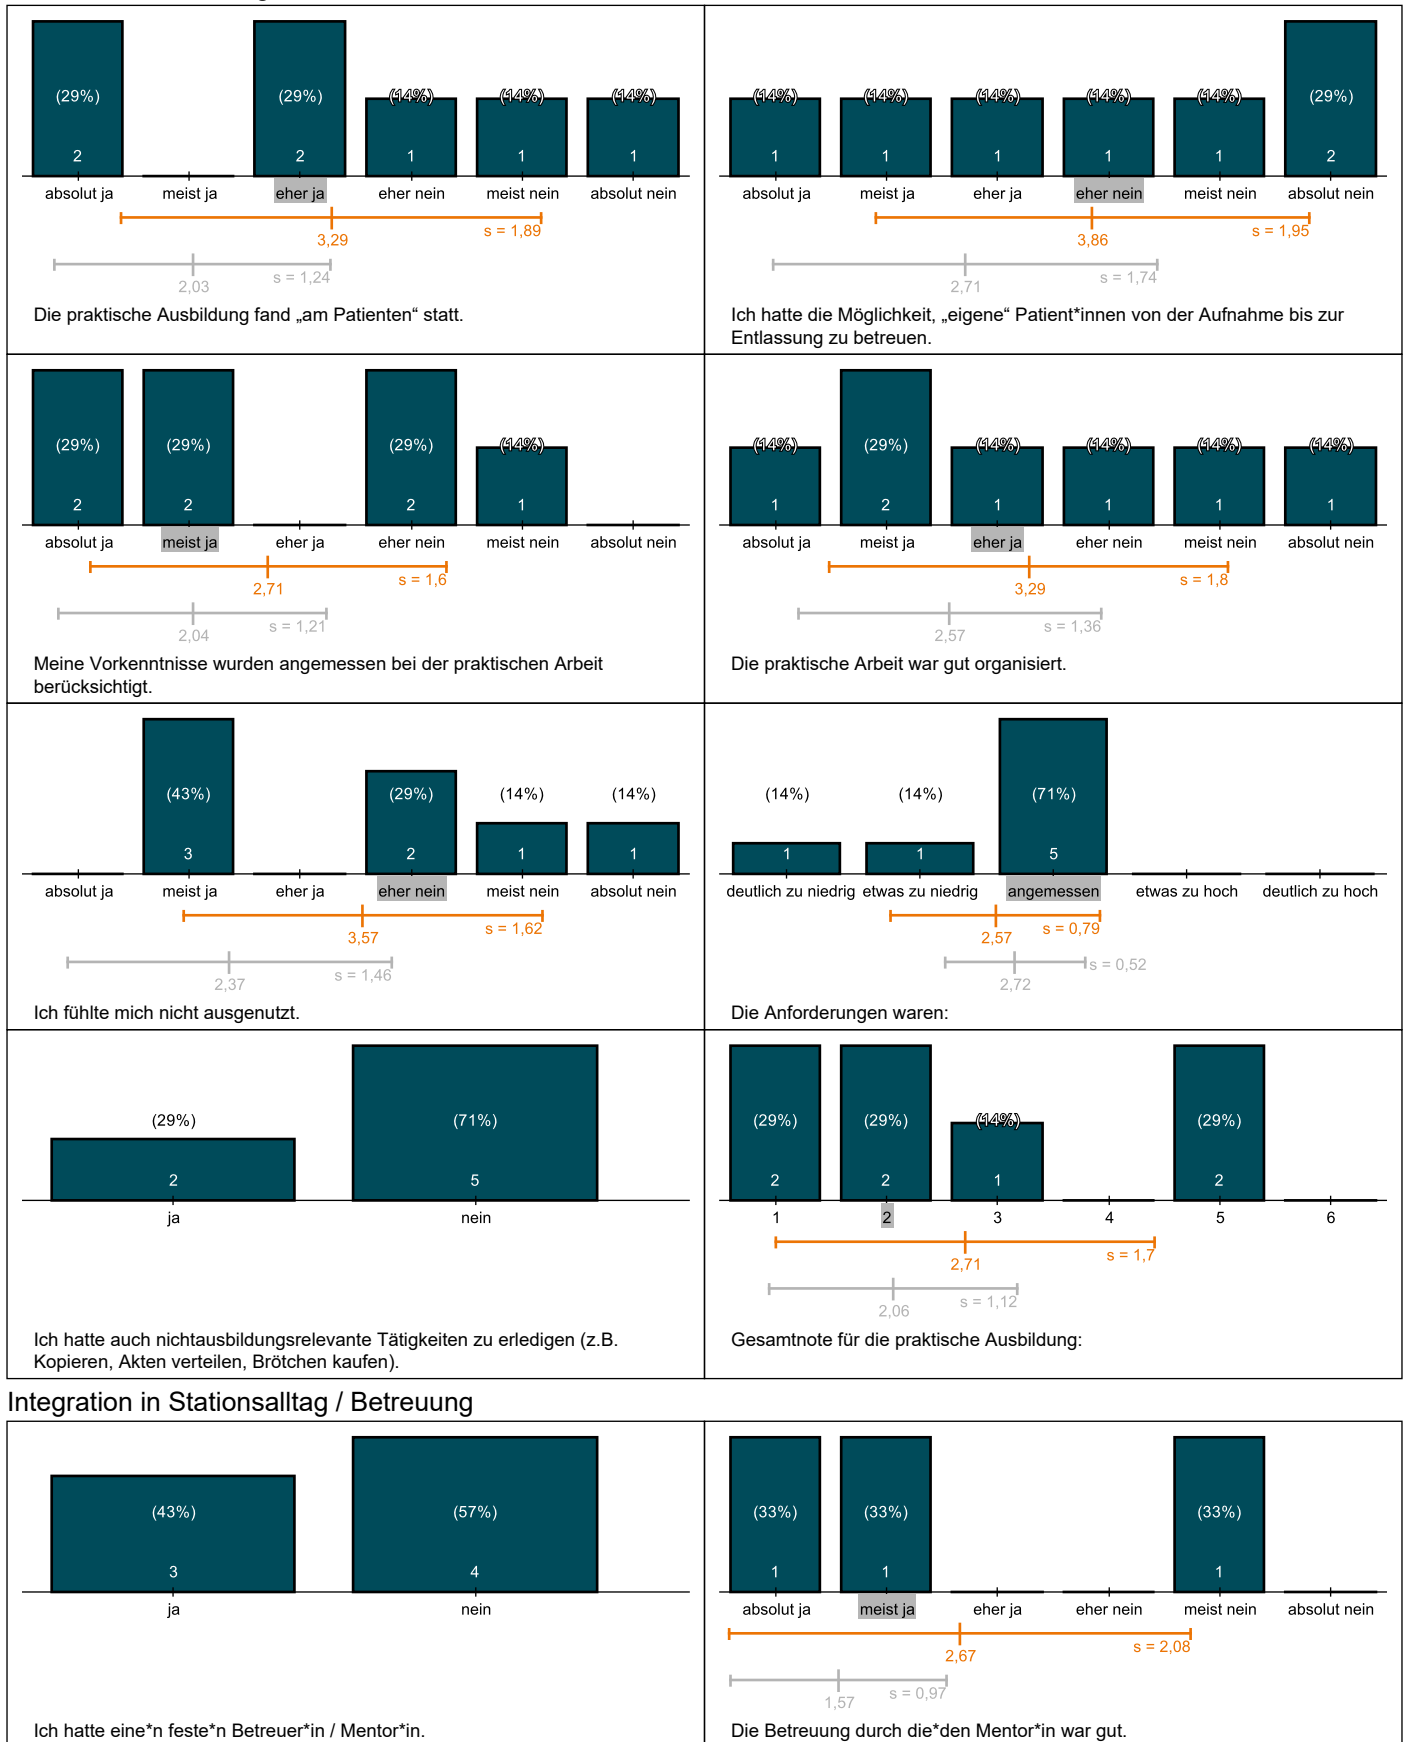 (29%) (29%) (14%) (14%) (14%)
2 2 1 1 1
absolut ja meist ja eher ja eher nein meist nein absolut nein
3,29 s = 1,89
2,03 s = 1,24
Die praktische Ausbildung fand „am Patienten“ statt.
(14%) (14%) (14%) (14%) (14%) (29%)
1 1 1 1 1 2
absolut ja meist ja eher ja eher nein meist nein absolut nein
3,86 s = 1,95
2,71 s = 1,74
Ich hatte die Möglichkeit, „eigene“ Patient*innen von der Aufnahme bis zur
Entlassung zu betreuen.
(29%) (29%) (29%) (14%)
2 2 2 1
absolut ja meist ja eher ja eher nein meist nein absolut nein
2,71 s = 1,6
2,04 s = 1,21
Meine Vorkenntnisse wurden angemessen bei der praktischen Arbeit
berücksichtigt.
(14%) (29%) (14%) (14%) (14%) (14%)
1 2 1 1 1 1
absolut ja meist ja eher ja eher nein meist nein absolut nein
3,29 s = 1,8
2,57 s = 1,36
Die praktische Arbeit war gut organisiert.
(43%) (29%) (14%) (14%)
3 2 1 1
absolut ja meist ja eher ja eher nein meist nein absolut nein
3,57 s = 1,62
2,37 s = 1,46
Ich fühlte mich nicht ausgenutzt.
(14%) (14%) (71%)
1 1 5
deutlich zu niedrig etwas zu niedrig angemessen etwas zu hoch deutlich zu hoch
2,57 s = 0,79
2,72 s = 0,52
Die Anforderungen waren:
(29%) (71%)
2 5
ja nein
Ich hatte auch nichtausbildungsrelevante Tätigkeiten zu erledigen (z.B.
Kopieren, Akten verteilen, Brötchen kaufen).
(29%) (29%) (14%) (29%)
2 2 1 2
1 2 3 4 5 6
2,71 s = 1,7
2,06 s = 1,12
Gesamtnote für die praktische Ausbildung:
Integration in Stationsalltag / Betreuung
(43%) (57%)
3 4
ja nein
Ich hatte eine*n feste*n Betreuer*in / Mentor*in.
(33%) (33%) (33%)
1 1 1
absolut ja meist ja eher ja eher nein meist nein absolut nein
2,67 s = 2,08
1,57 s = 0,97
Die Betreuung durch die*den Mentor*in war gut.